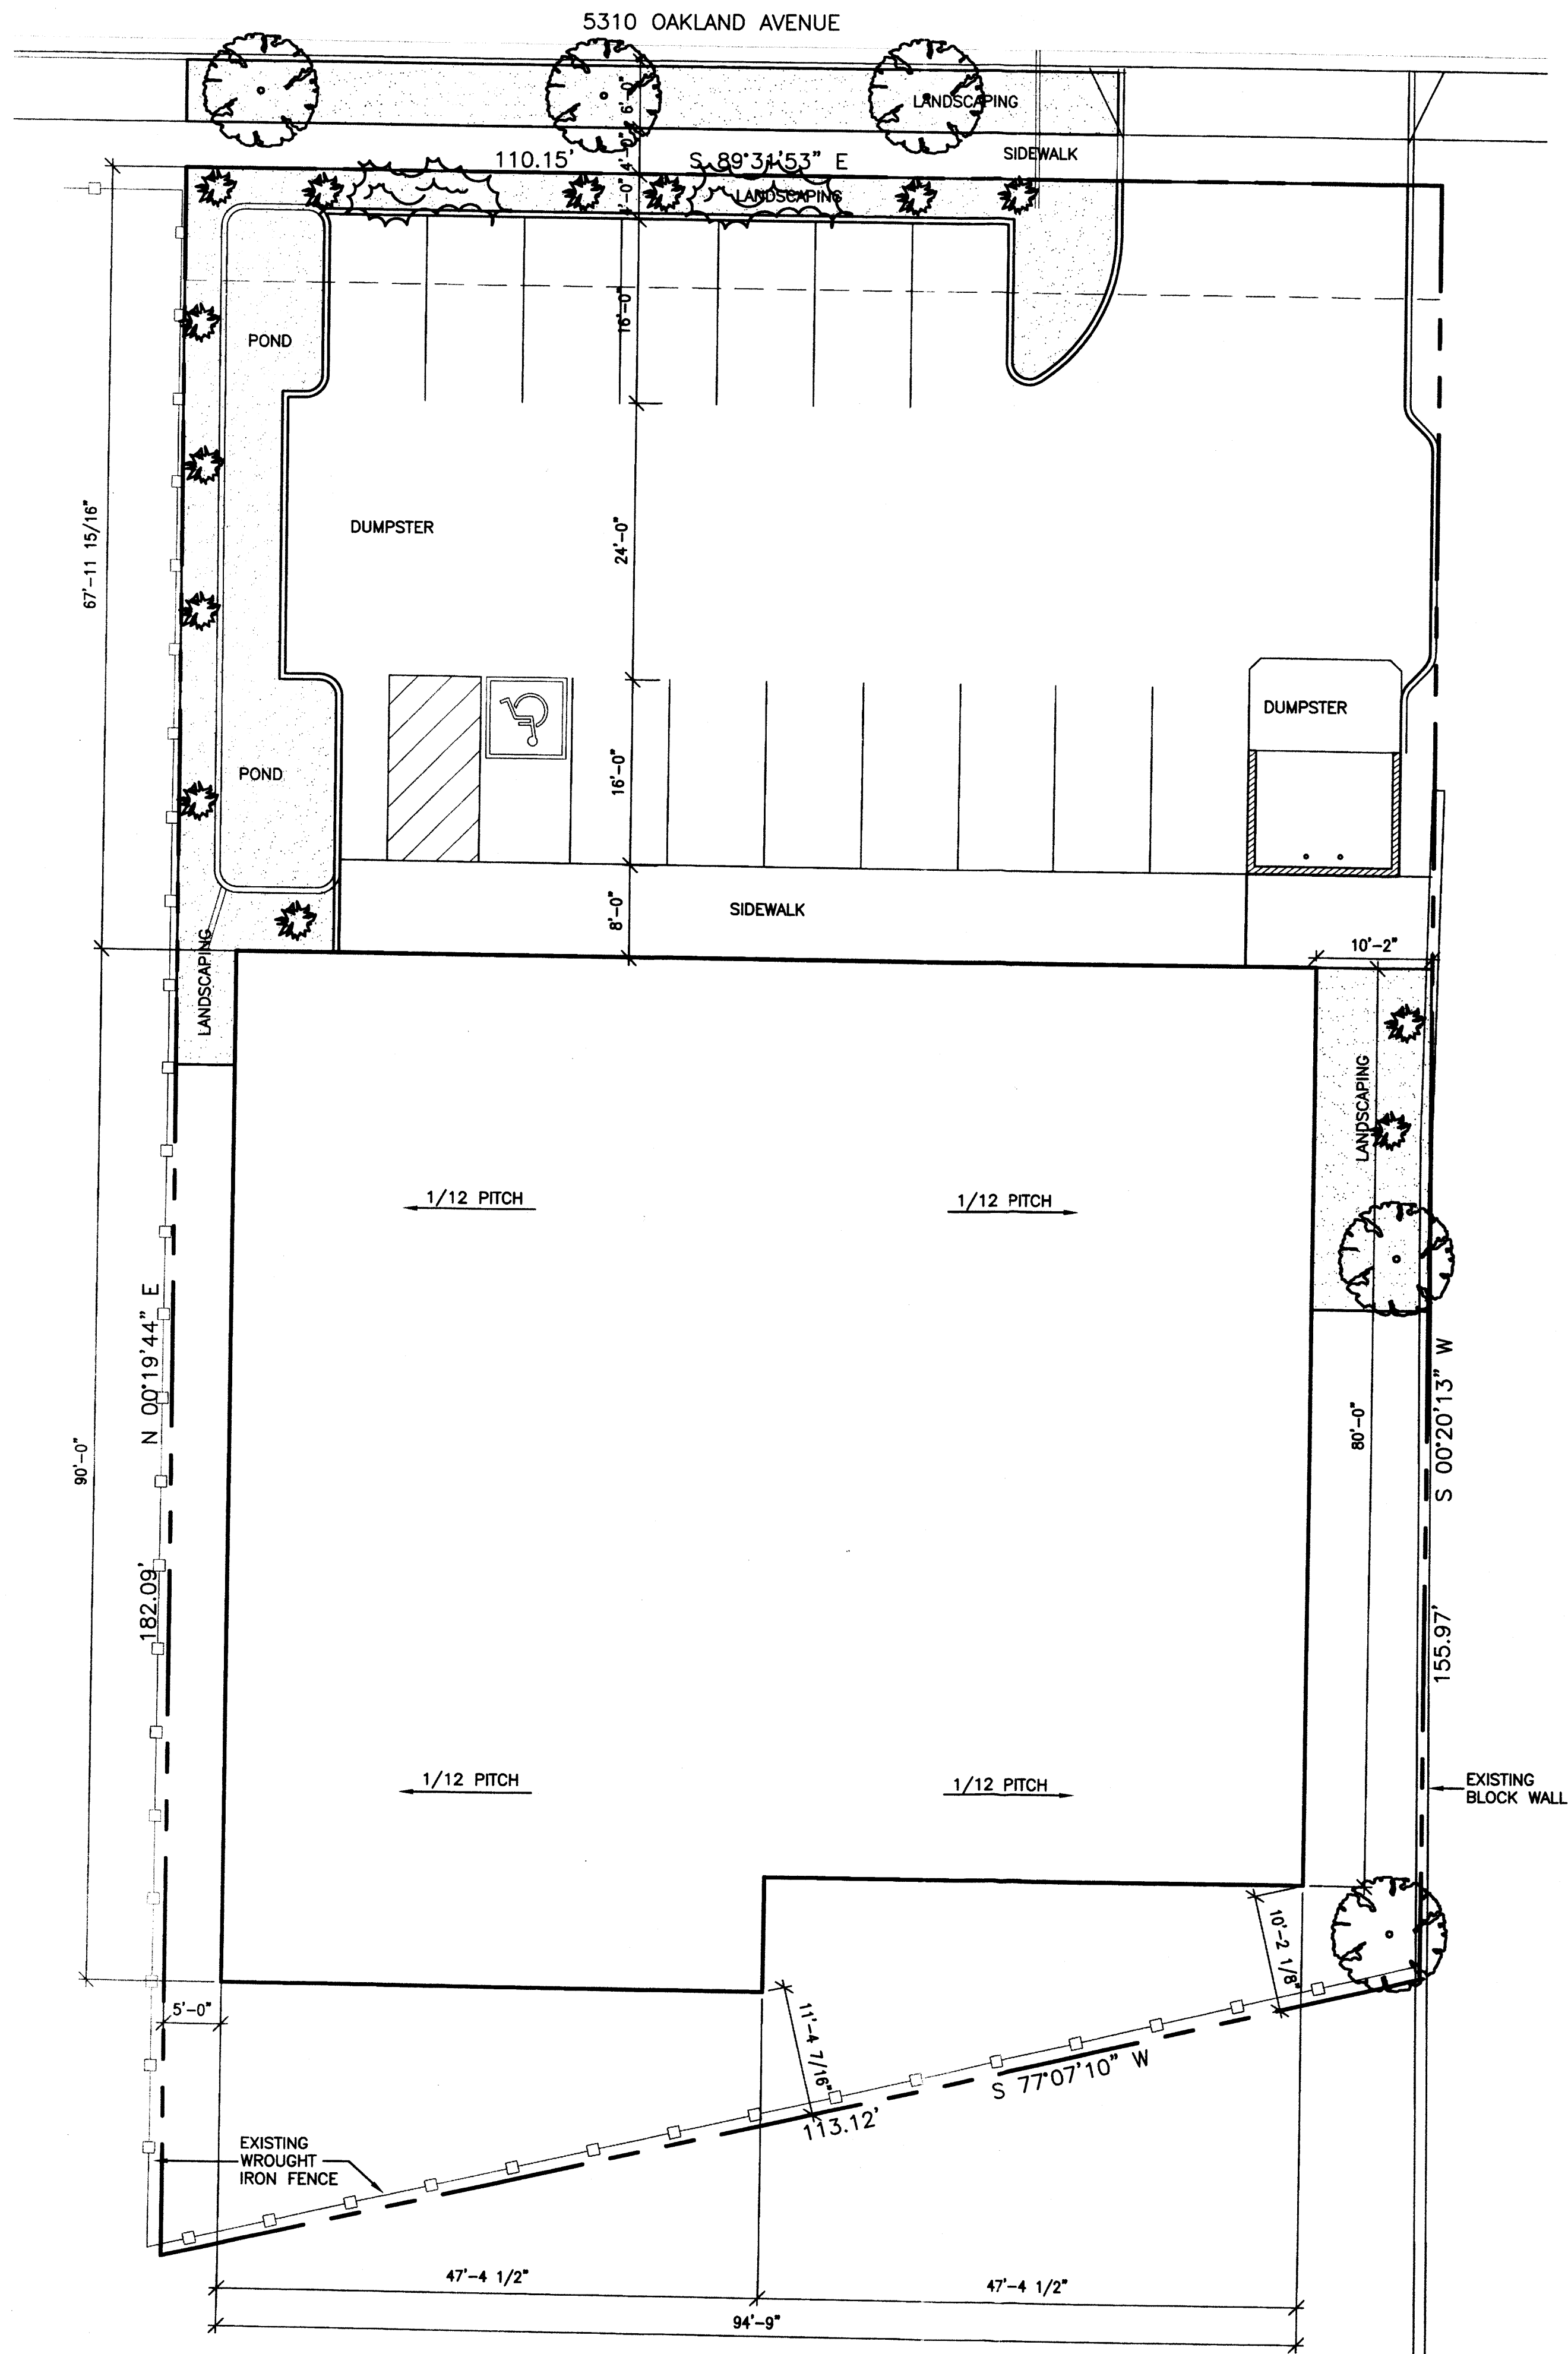 5310 OAKLAND AVENUE
LANDSCAPING
6'-0"
SIDEWALK
4'-0"
110.15'
S 89°31'53" E
LANDSCAPING
4'-0"
16'-0"
POND
67'-11 15/16"
DUMPSTER
24'-0"
DUMPSTER
POND
16'-0"
SIDEWALK
8'-0"
10'-2"
LANDSCAPING
LANDSCAPING
1/12 PITCH
1/12 PITCH
N 00°19'44" E
S 00°20'13" W
80'-0"
90'-0"
182.09'
155.97'
1/12 PITCH
1/12 PITCH
EXISTING
BLOCK WALL
10'-2 1/8"
5'-0"
11'-4 7/16"
S 77°07'10" W
113.12'
EXISTING
WROUGHT
IRON FENCE
47'-4 1/2"
47'-4 1/2"
94'-9"